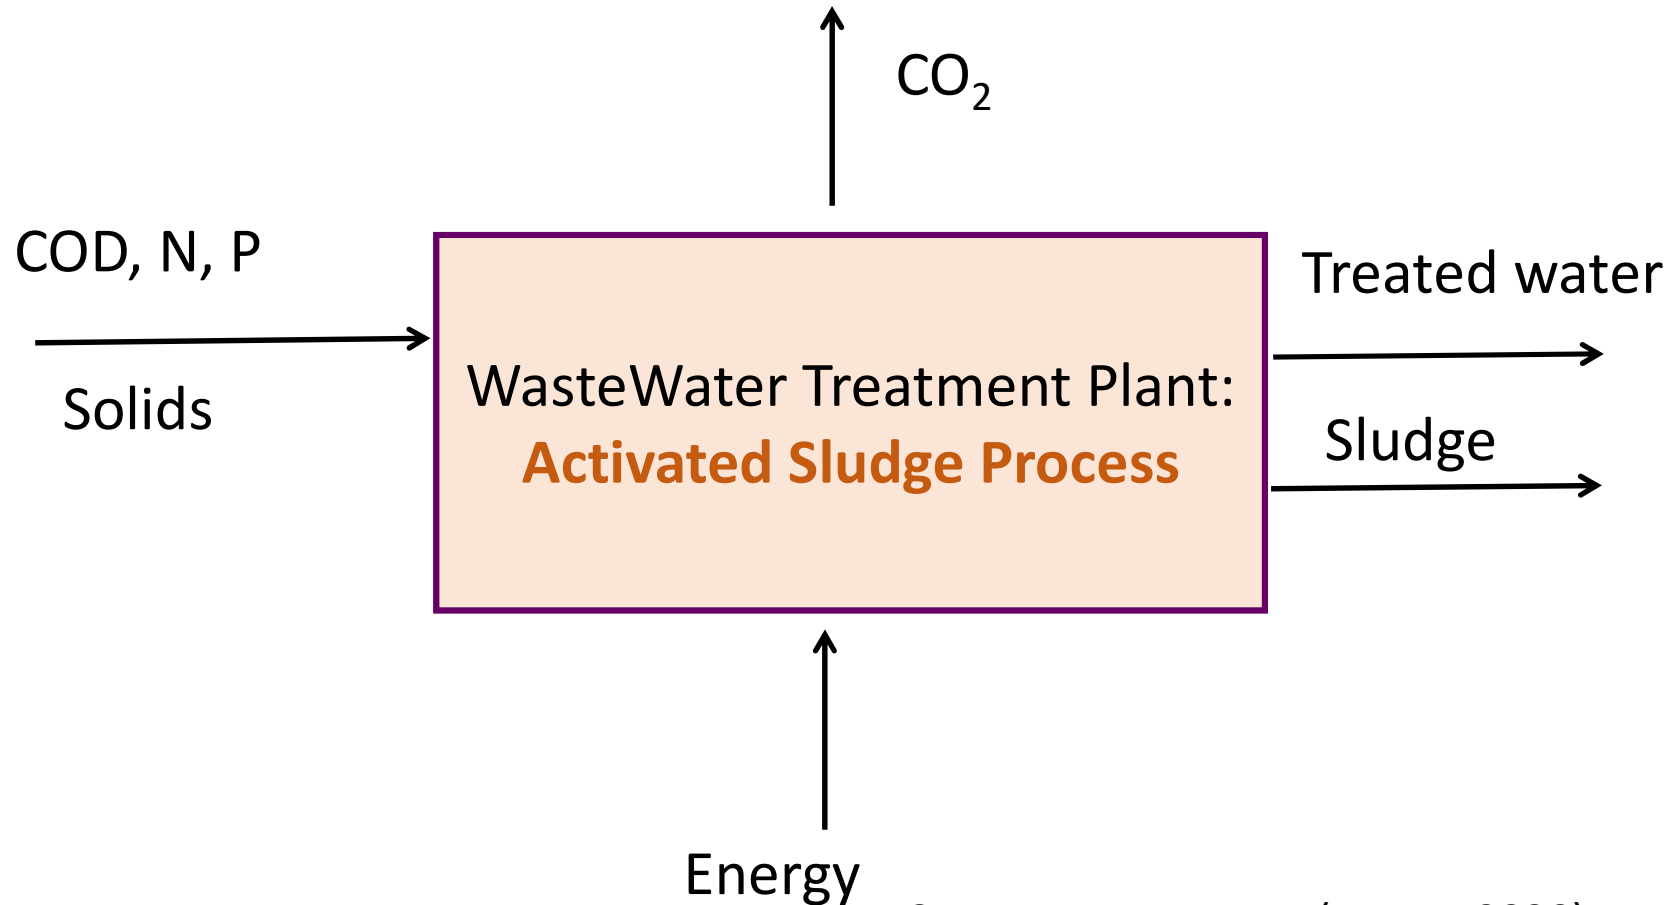 CO₂
COD, N, P
Solids
WasteWater Treatment Plant:
Activated Sludge Process
Treated water
Sludge
Energy